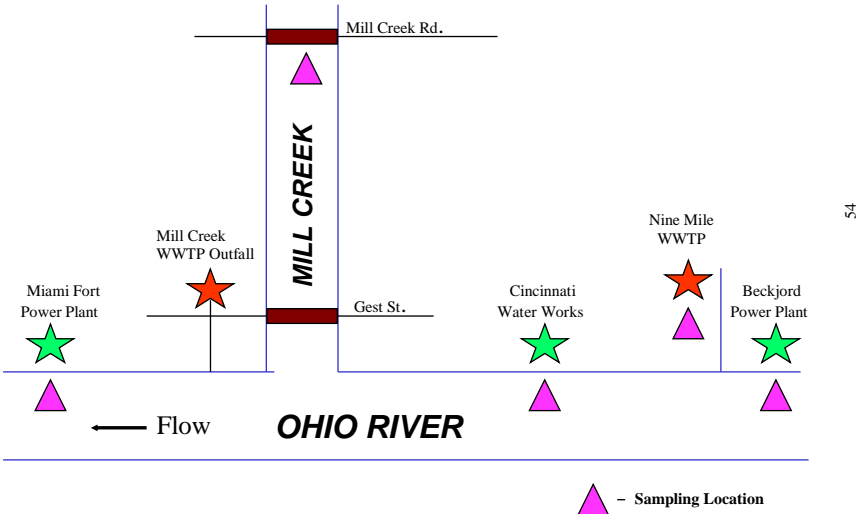 Mill Creek Rd.
MILL CREEK
54
Nine Mile
WWTP
Mill Creek
WWTP Outfall
Miami Fort
Power Plant
Gest St.
Cincinnati
Water Works
Beckjord
Power Plant
Flow
OHIO RIVER
– Sampling Location